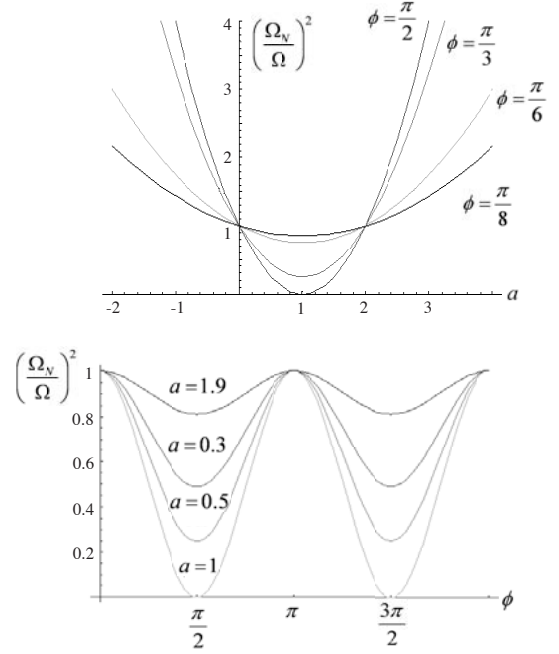 4
(Ω_N/Ω)²
ϕ = π/2
ϕ = π/3
3
ϕ = π/6
2
ϕ = π/8
1
-2 -1 1 2 3 a
(Ω_N/Ω)²
1
a = 1.9
0.8
a = 0.3
0.6
a = 0.5
0.4
0.2
a = 1
π/2 π 3π/2 ϕ